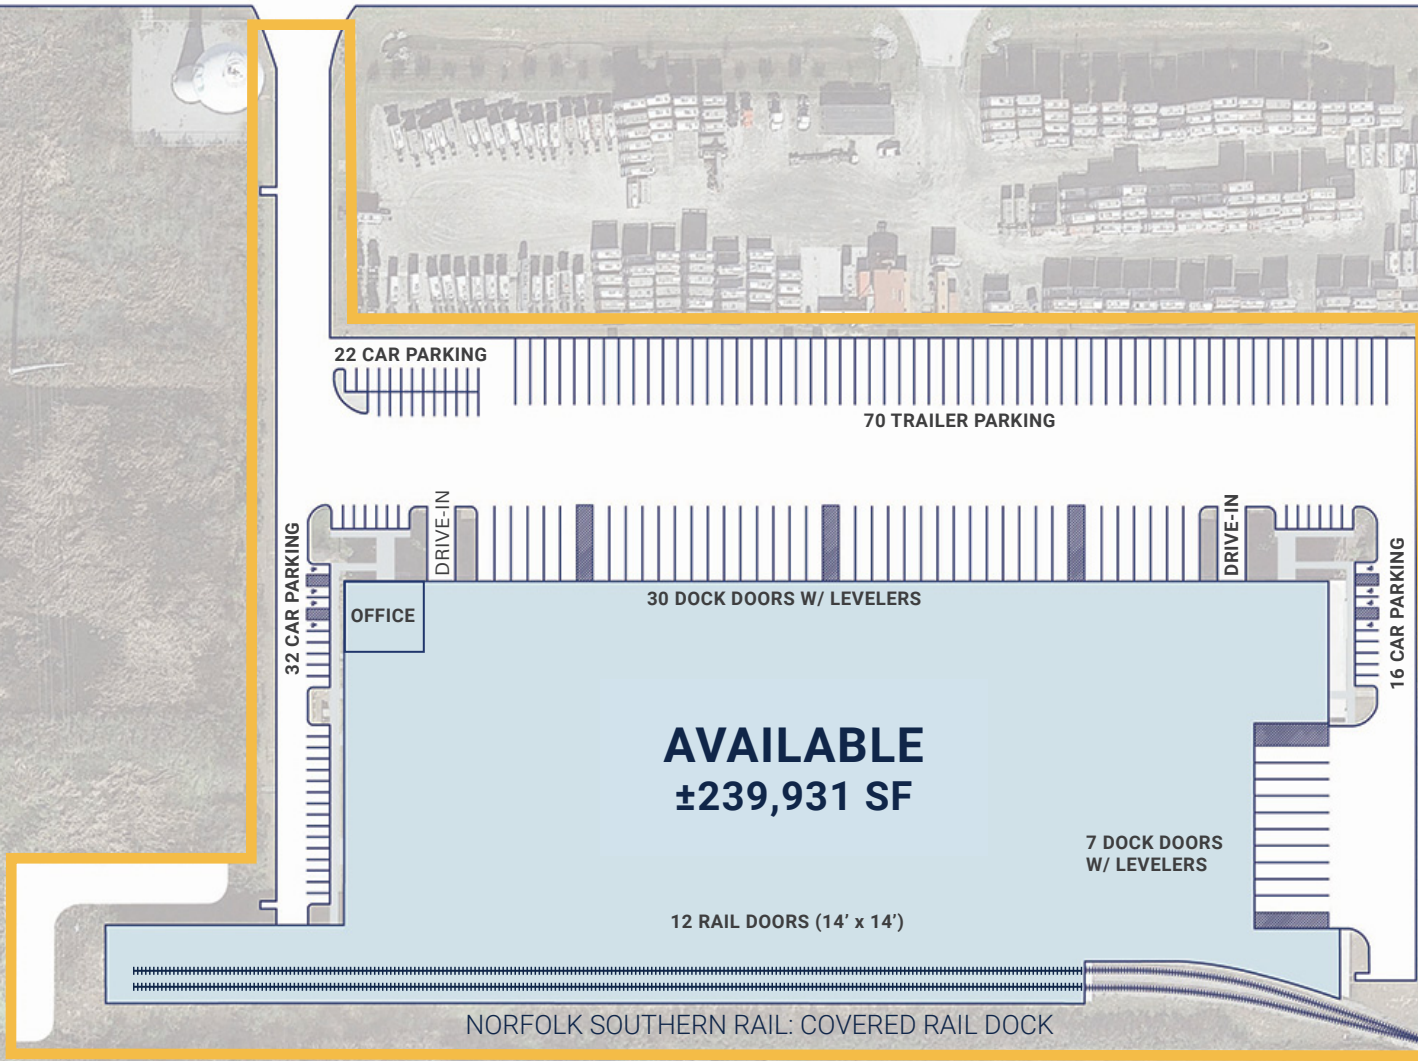 22 CAR PARKING
70 TRAILER PARKING
DRIVE-IN
DRIVE-IN
32 CAR PARKING
16 CAR PARKING
30 DOCK DOORS W/ LEVELERS
OFFICE
AVAILABLE
±239,931 SF
7 DOCK DOORS
W/ LEVELERS
12 RAIL DOORS (14’ x 14’)
NORFOLK SOUTHERN RAIL: COVERED RAIL DOCK